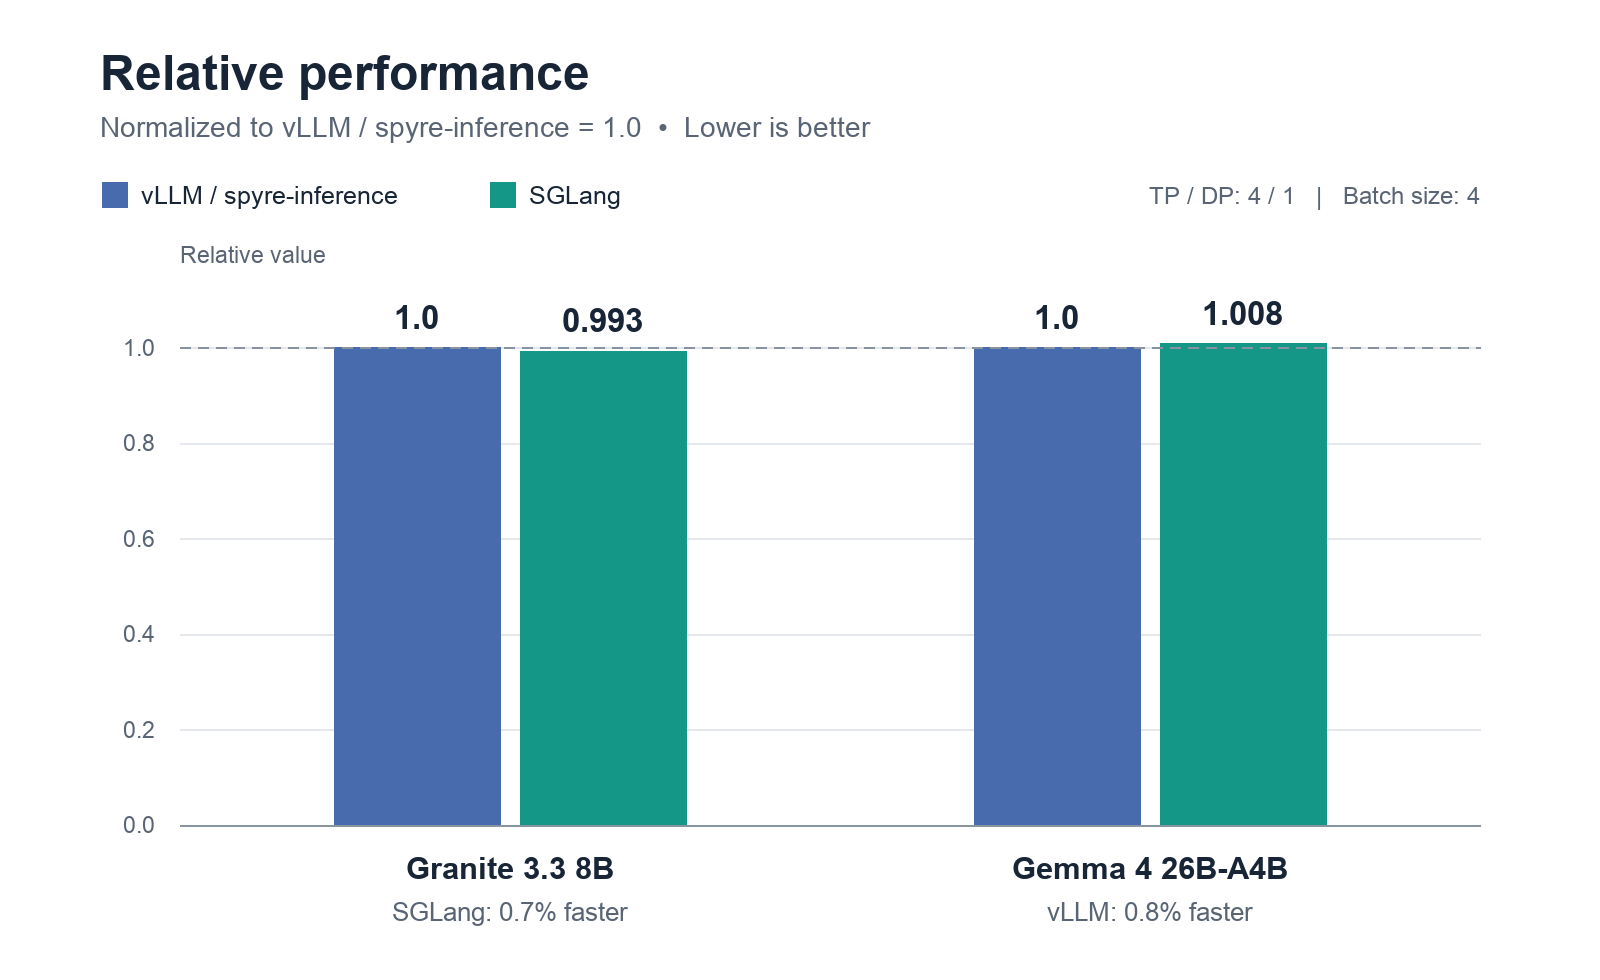 Relative performance
Normalized to vLLM / spyre-inference = 1.0 • Lower is better
vLLM / spyre-inference SGLang TP / DP: 4 / 1 | Batch size: 4
Relative value
1.0 0.993 1.0 1.008
1.0
0.8
0.6
0.4
0.2
0.0
Granite 3.3 8B Gemma 4 26B-A4B
SGLang: 0.7% faster vLLM: 0.8% faster